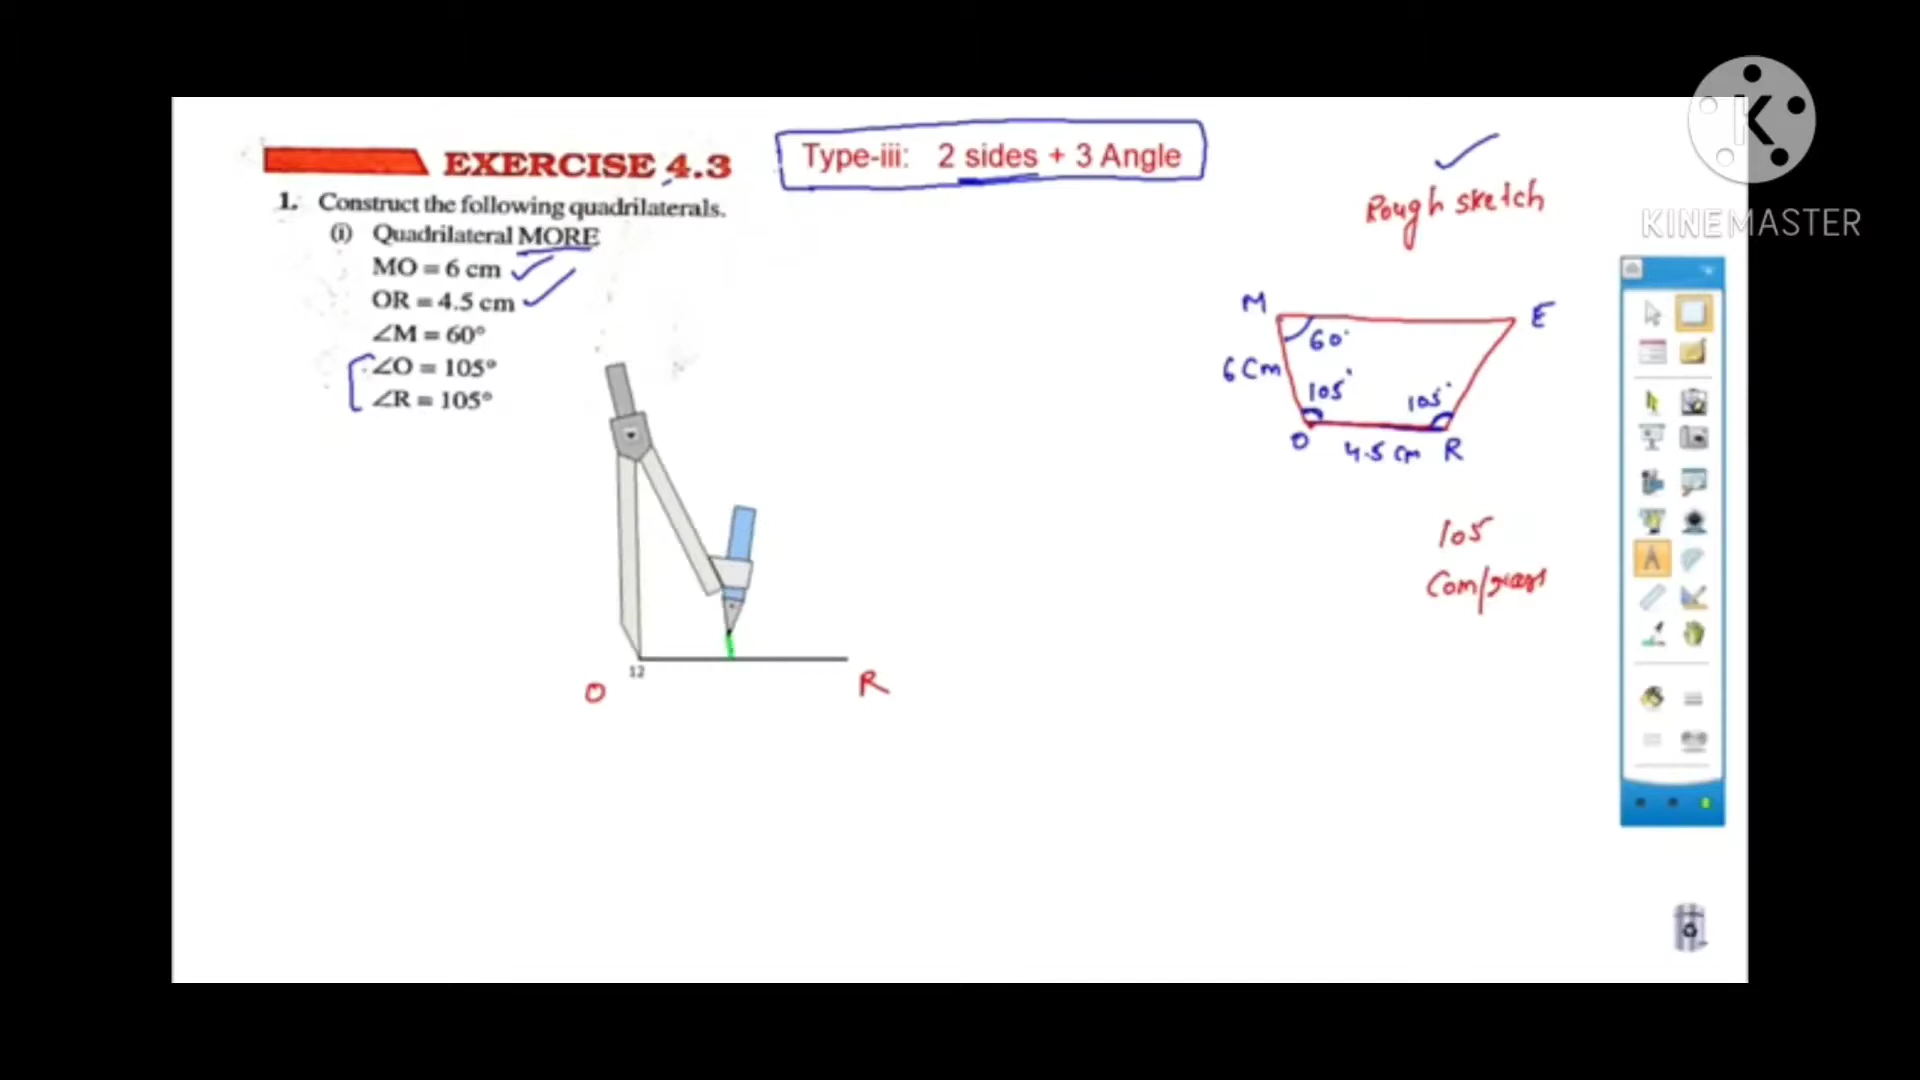 EXERCISE 4.3
Type-iii: 2 sides + 3 Angle
1. Construct the following quadrilaterals.
(i) Quadrilateral MORE
MO = 6 cm
OR = 4.5 cm
∠M = 60°
∠O = 105°
∠R = 105°
Rough sketch
K
KINEMASTER
M
E
60°
6 Cm
105°
105°
O
4.5 Cm
R
105
12
O
R
A